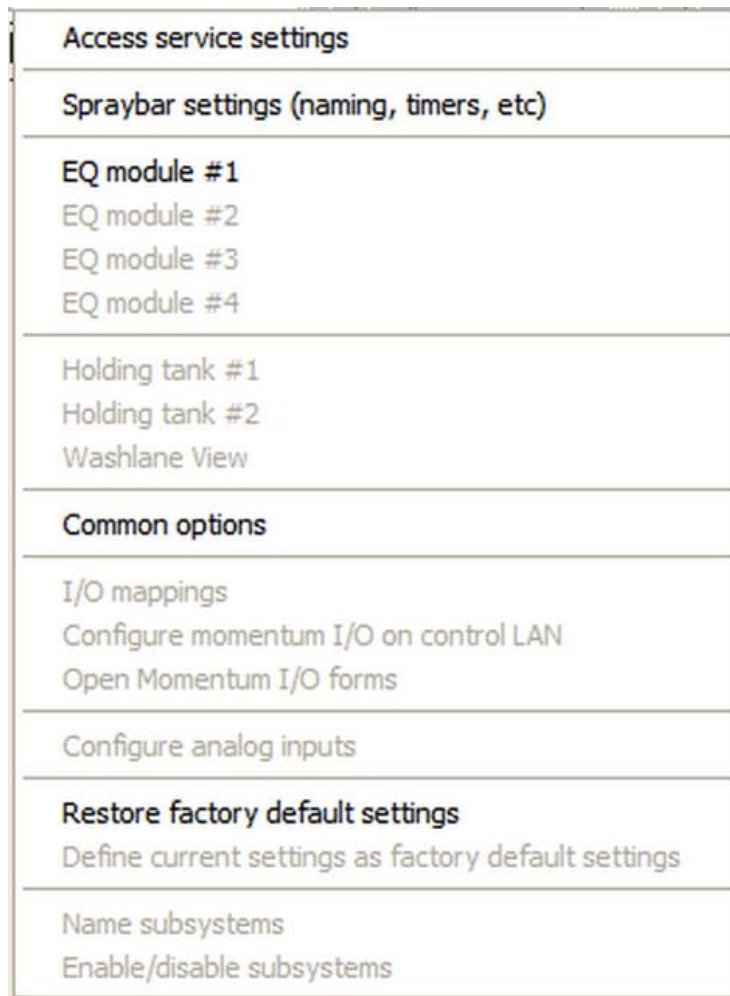 Access service settings
Spraybar settings (naming, timers, etc)
EQ module #1
EQ module #2
EQ module #3
EQ module #4
Holding tank #1
Holding tank #2
Washlane View
Common options
I/O mappings
Configure momentum I/O on control LAN
Open Momentum I/O forms
Configure analog inputs
Restore factory default settings
Define current settings as factory default settings
Name subsystems
Enable/disable subsystems